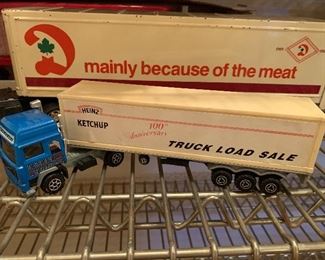 mainly because of the meat
HEINZ
KETCHUP
100th
Anniversary
TRUCK LOAD SALE